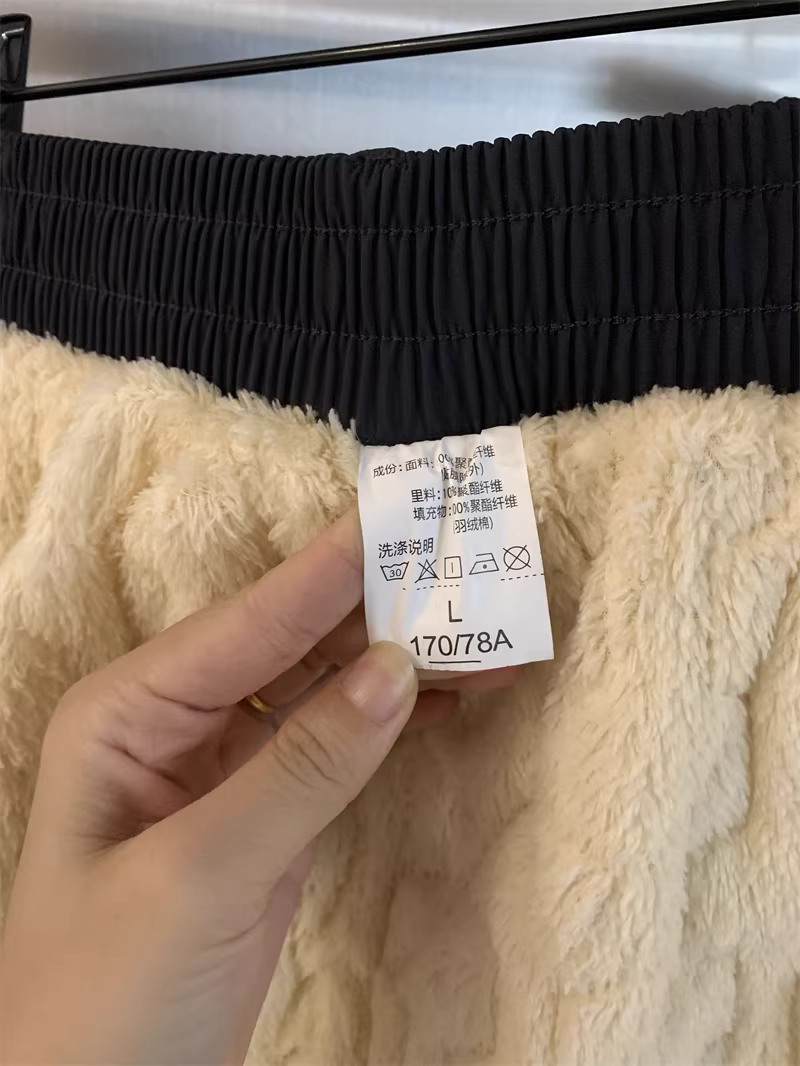 成份：面料：00%聚酯纤维
里料：10%聚酯纤维
填充物：00%聚酯纤维
(羽绒棉)
洗涤说明
30
L
170/78A